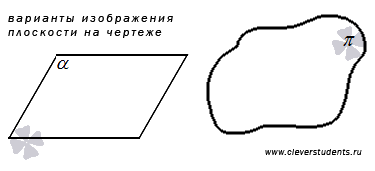 варианты изображения
плоскости на чертеже
α
π
www.cleverstudents.ru